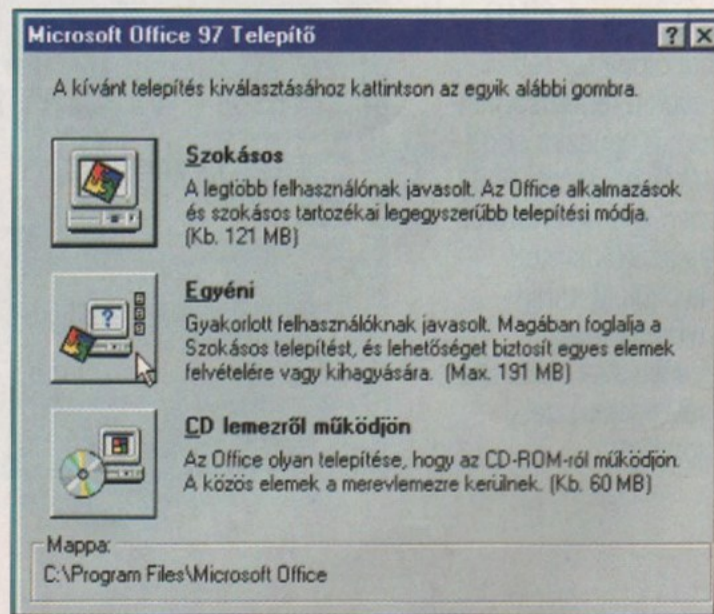 Microsoft Office 97 Telepítő
A kívánt telepítés kiválasztásához kattintson az egyik alábbi gombra.
Szokásos
A legtöbb felhasználónak javasolt. Az Office alkalmazások
és szokásos tartozékai legegyszerűbb telepítési módja.
(Kb. 121 MB)
Egyéni
Gyakorlott felhasználóknak javasolt. Magában foglalja a
Szokásos telepítést, és lehetőséget biztosít egyes elemek
felvételére vagy kihagyására. (Max. 191 MB)
CD lemezről működjön
Az Office olyan telepítése, hogy az CD-ROM-ról működjön.
A közös elemek a merevlemezre kerülnek. (Kb. 60 MB)
Mappa:
C:\Program Files\Microsoft Office